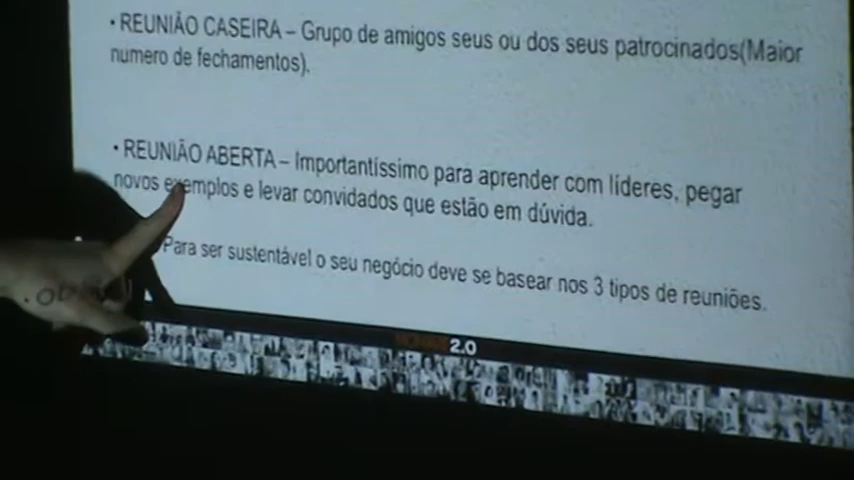 • REUNIÃO CASEIRA – Grupo de amigos seus ou dos seus patrocinados(Maior
numero de fechamentos).
• REUNIÃO ABERTA – Importantíssimo para aprender com líderes, pegar
novos exemplos e levar convidados que estão em dúvida.
Para ser sustentável o seu negócio deve se basear nos 3 tipos de reuniões.
2.0